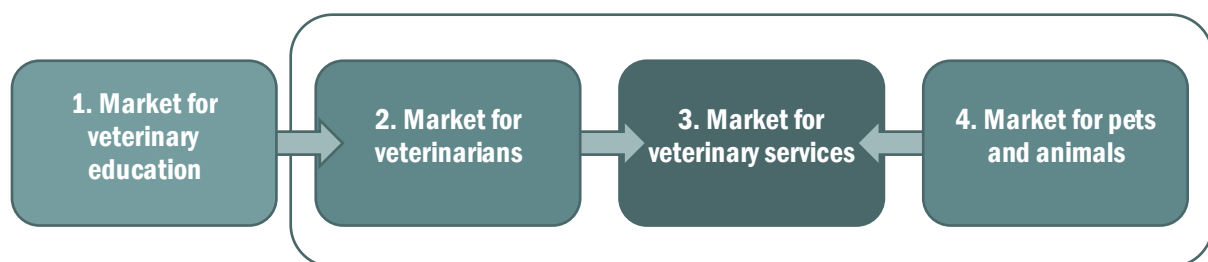 1. Market for
veterinary
education
2. Market for
veterinarians
3. Market for
veterinary services
4. Market for pets
and animals